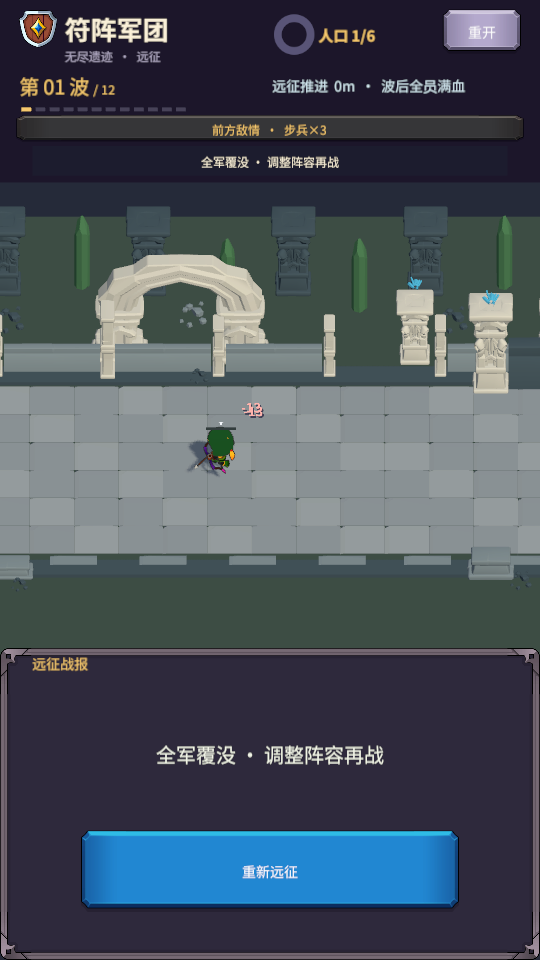 符阵军团
无尽遗迹 · 远征
人口 1/6
重开
第 01 波 / 12
远征推进 0m · 波后全员满血
前方敌情 · 步兵×3
全军覆没 · 调整阵容再战
-13
远征战报
全军覆没 · 调整阵容再战
重新远征